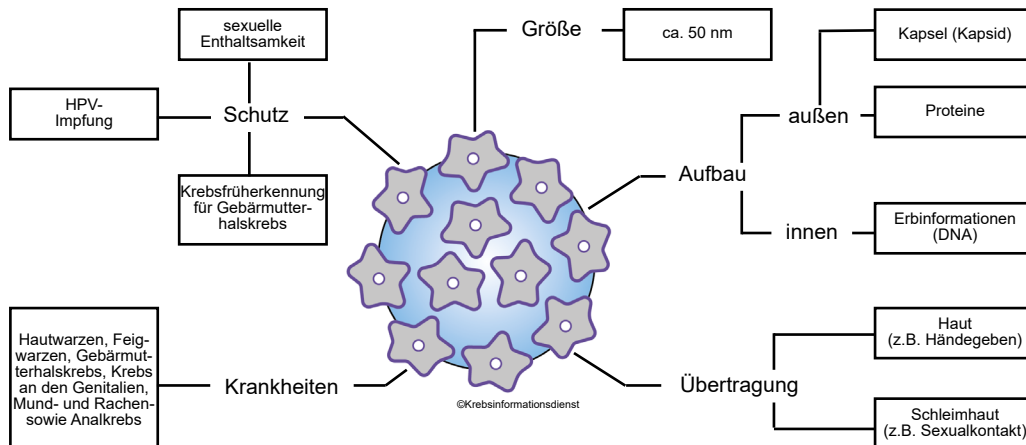 sexuelle
Enthaltsamkeit
HPV-
Impfung
Schutz
Krebsfrüherkennung
für Gebärmutter-
halskrebs
Größe
ca. 50 nm
Kapsel (Kapsid)
außen
Proteine
Aufbau
innen
Erbinformationen
(DNA)
Hautwarzen, Feig-
warzen, Gebärmut-
terhalskrebs, Krebs
an den Genitalien,
Mund- und Rachen-
sowie Analkrebs
Krankheiten
©Krebsinformationsdienst
Übertragung
Haut
(z.B. Händegeben)
Schleimhaut
(z.B. Sexualkontakt)